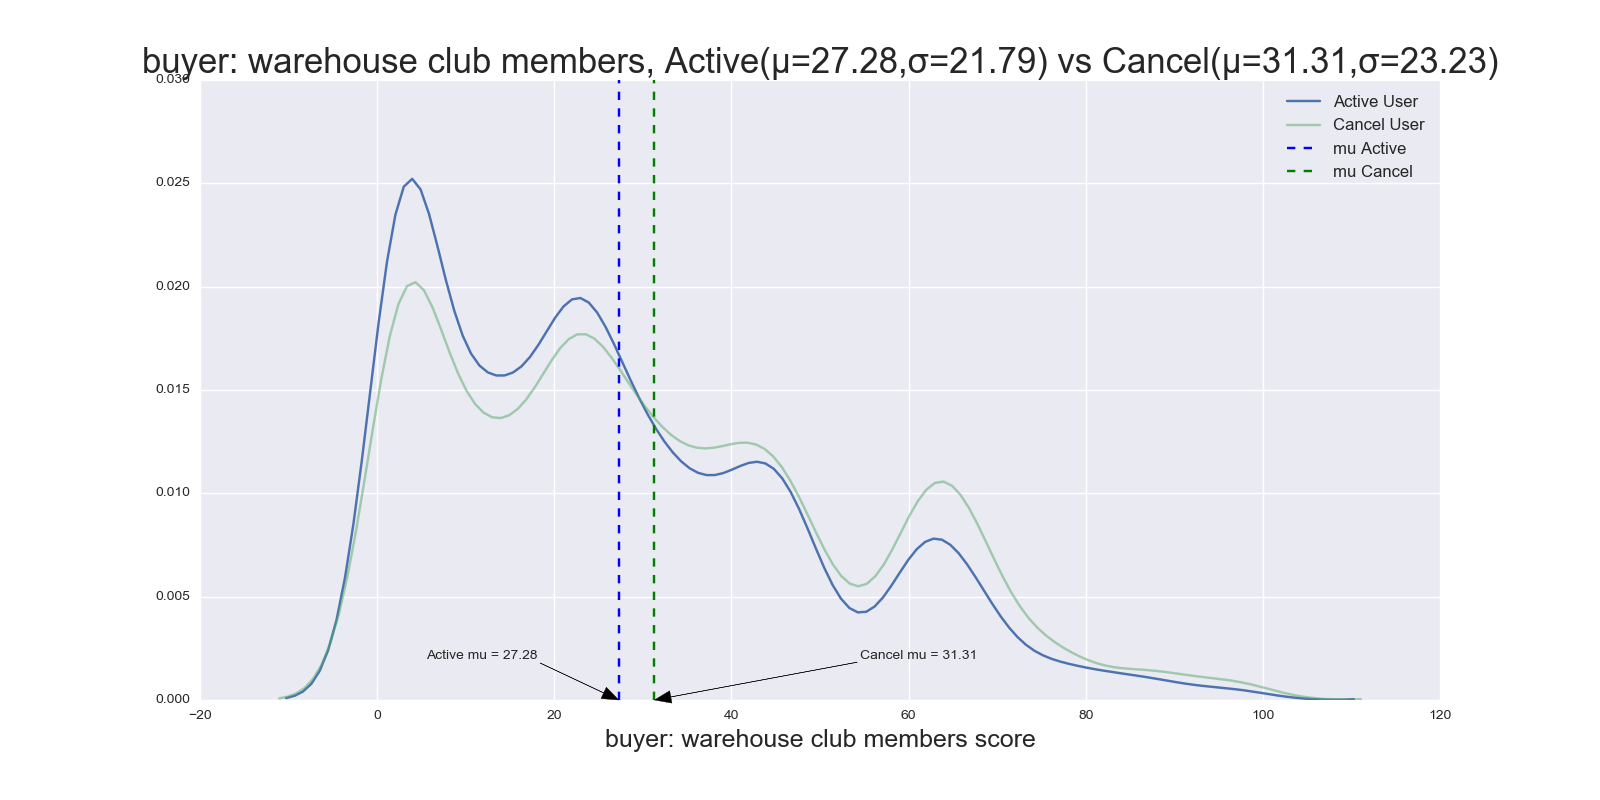 buyer: warehouse club members, Active(μ=27.28,σ=21.79) vs Cancel(μ=31.31,σ=23.23)
0.030
Active User
Cancel User
mu Active
mu Cancel
0.025
0.020
0.015
0.010
0.005
0.000
Active mu = 27.28
Cancel mu = 31.31
−20 0 20 40 60 80 100 120
buyer: warehouse club members score